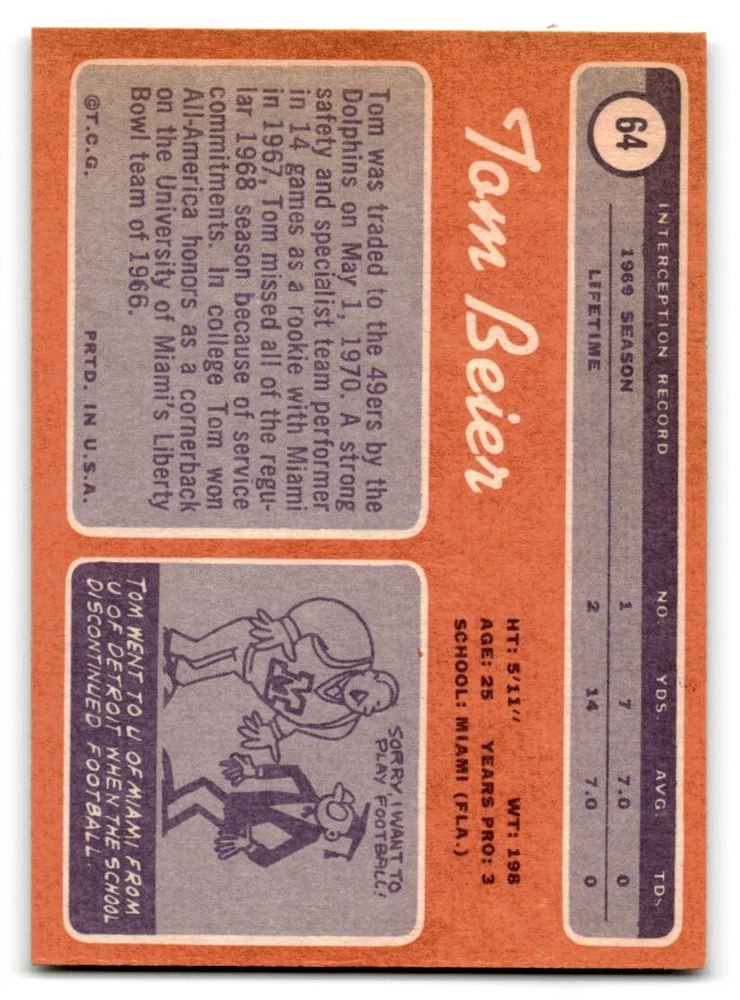 64
INTERCEPTION RECORD NO. YDS. AVG. TDS
1969 SEASON 1 7 7.0 0
LIFETIME 2 14 7.0 0
Tom Beier
HT: 5'11" WT: 198
AGE: 25 YEARS PRO: 3
SCHOOL: MIAMI (FLA.)
Tom was traded to the 49ers by the
Dolphins on May 1, 1970. A strong
safety and specialist team performer
in 14 games as a rookie with Miami
in 1967, Tom missed all of the regu-
lar 1968 season because of service
commitments. In college Tom won
All-America honors as a cornerback
on the University of Miami's Liberty
Bowl team of 1966.
©T.C.G. PRTD. IN U.S.A.
SORRY, I WANT TO
PLAY FOOTBALL!
M
TOM WENT TO U OF MIAMI FROM
U OF DETROIT WHEN THE SCHOOL
DISCONTINUED FOOTBALL.